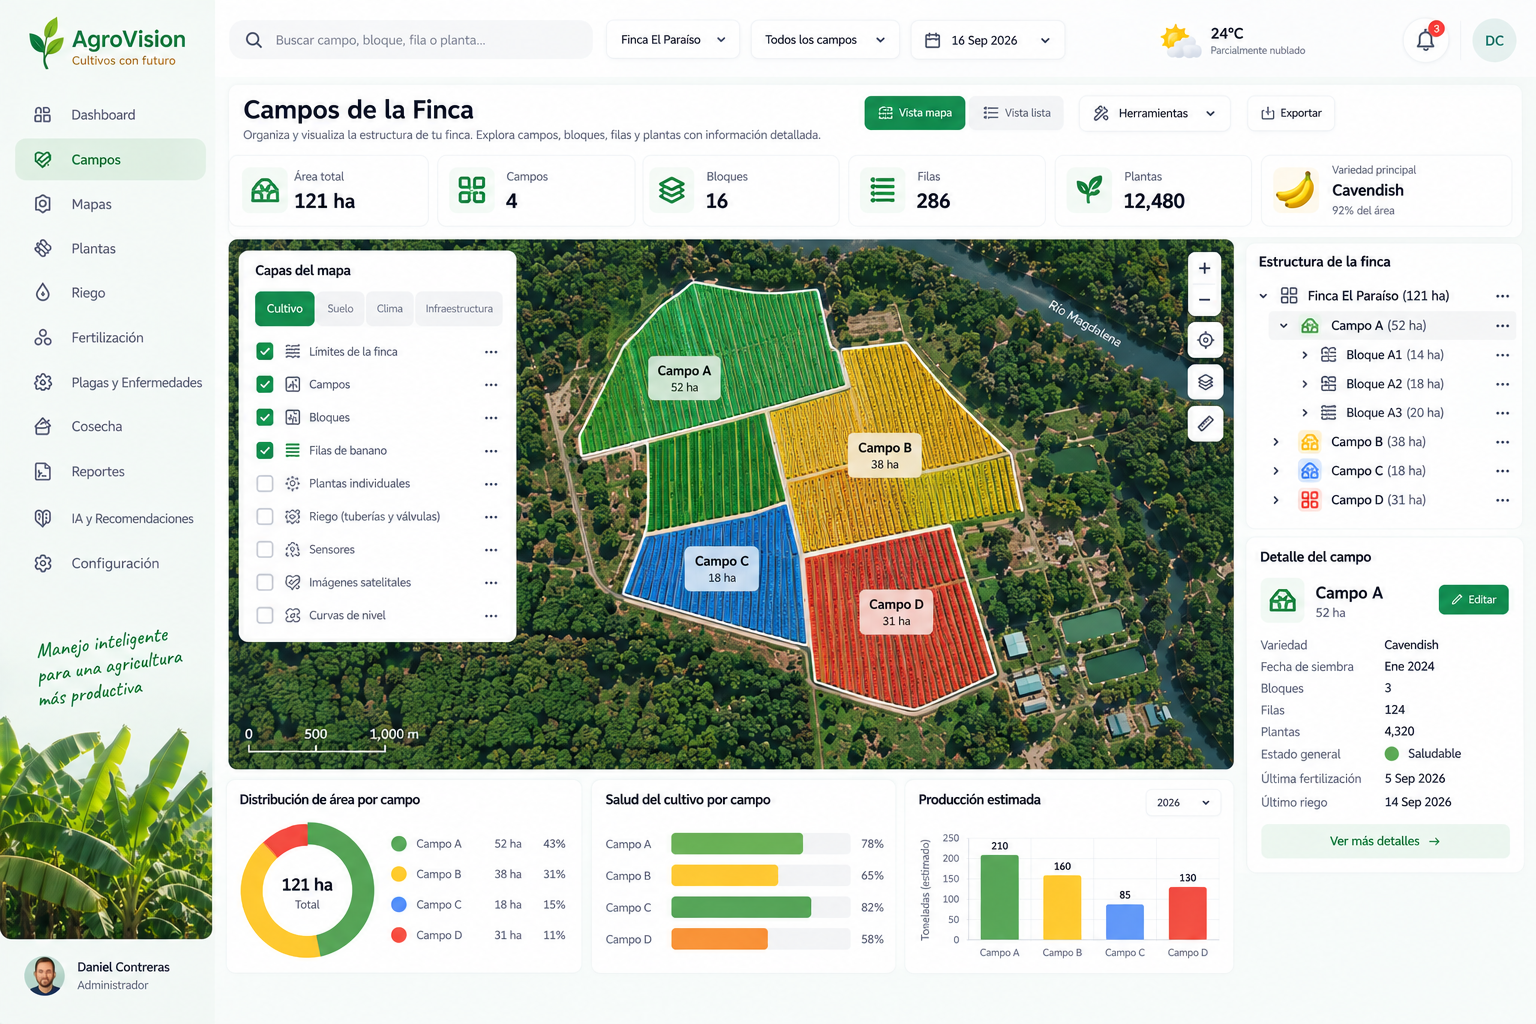 AgroVision
Cultivos con futuro
Buscar campo, bloque, fila o planta...
Finca El Paraíso
Todos los campos
16 Sep 2026
24°C
Parcialmente nublado
3
DC
Dashboard
Campos
Mapas
Plantas
Riego
Fertilización
Plagas y Enfermedades
Cosecha
Reportes
IA y Recomendaciones
Configuración
Manejo inteligente
para una agricultura
más productiva
Daniel Contreras
Administrador
Campos de la Finca
Organiza y visualiza la estructura de tu finca. Explora campos, bloques, filas y plantas con información detallada.
Vista mapa
Vista lista
Herramientas
Exportar
Área total
121 ha
Campos
4
Bloques
16
Filas
286
Plantas
12,480
Variedad principal
Cavendish
92% del área
Capas del mapa
Cultivo
Suelo
Clima
Infraestructura
Límites de la finca
Campos
Bloques
Filas de banano
Plantas individuales
Riego (tuberías y válvulas)
Sensores
Imágenes satelitales
Curvas de nivel
Río Magdalena
Campo A
52 ha
Campo B
38 ha
Campo C
18 ha
Campo D
31 ha
0 500 1,000 m
Estructura de la finca
Finca El Paraíso (121 ha)
Campo A (52 ha)
Bloque A1 (14 ha)
Bloque A2 (18 ha)
Bloque A3 (20 ha)
Campo B (38 ha)
Campo C (18 ha)
Campo D (31 ha)
Detalle del campo
Campo A
52 ha
Editar
Variedad Cavendish
Fecha de siembra Ene 2024
Bloques 3
Filas 124
Plantas 4,320
Estado general Saludable
Última fertilización 5 Sep 2026
Último riego 14 Sep 2026
Ver más detalles →
Distribución de área por campo
121 ha
Total
Campo A 52 ha 43%
Campo B 38 ha 31%
Campo C 18 ha 15%
Campo D 31 ha 11%
Salud del cultivo por campo
Campo A 78%
Campo B 65%
Campo C 82%
Campo D 58%
Producción estimada
2026
Toneladas (estimado)
250
200
150
100
50
0
210
160
85
130
Campo A Campo B Campo C Campo D